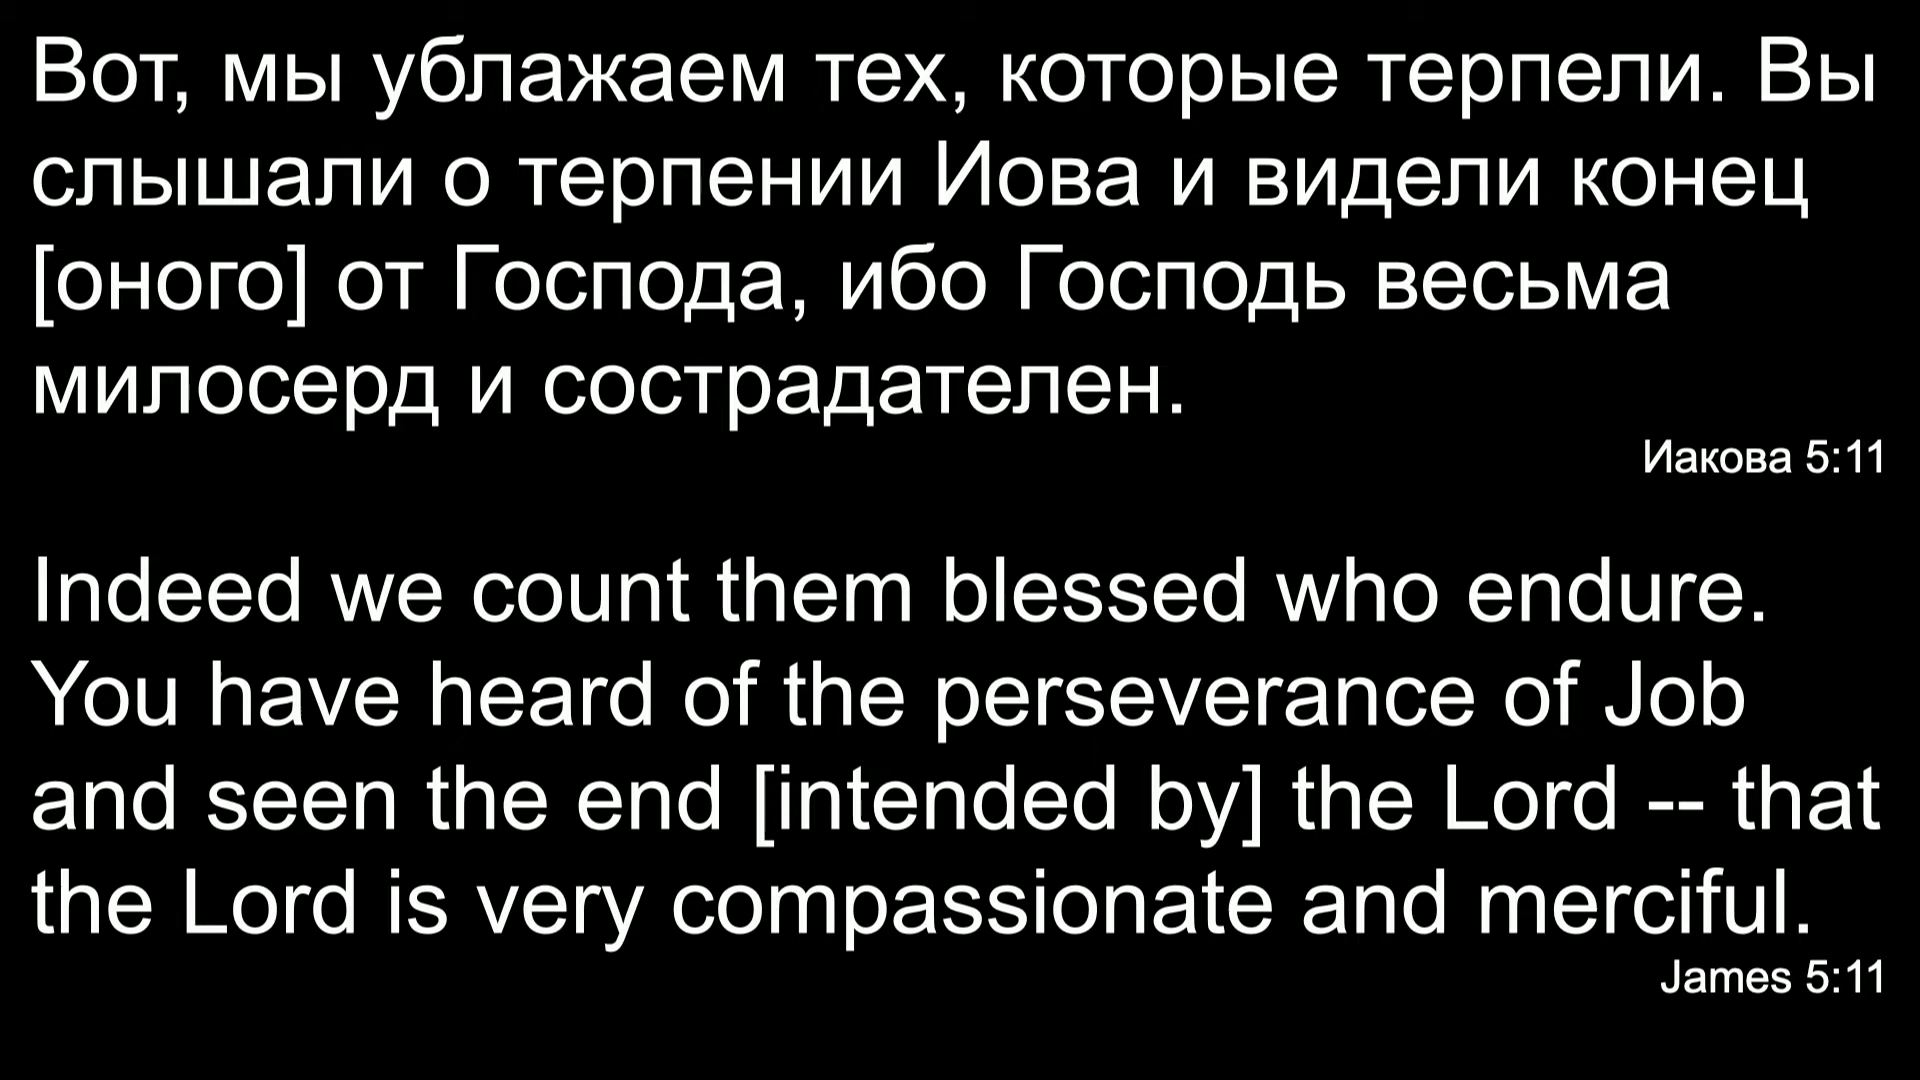 Вот, мы ублажаем тех, которые терпели. Вы
слышали о терпении Иова и видели конец
[оного] от Господа, ибо Господь весьма
милосерд и сострадателен.
Иакова 5:11
Indeed we count them blessed who endure.
You have heard of the perseverance of Job
and seen the end [intended by] the Lord -- that
the Lord is very compassionate and merciful.
James 5:11